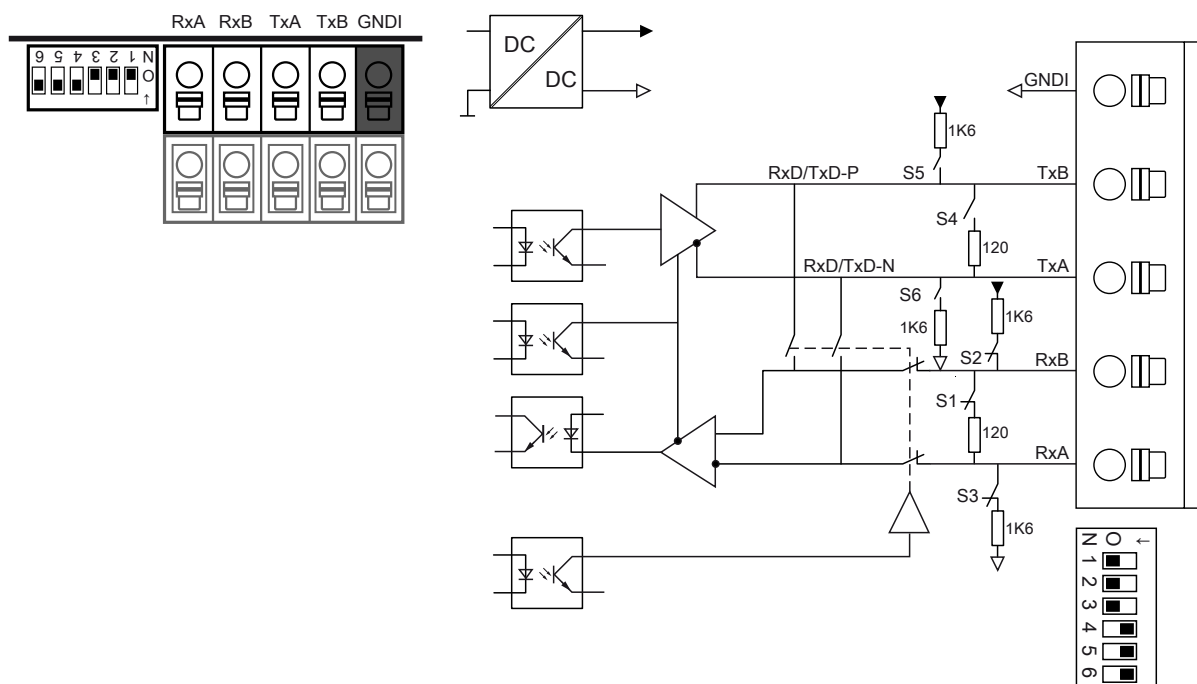 RxA RxB TxA TxB GNDI
6 5 4 3 2 1 N O ↑
DC
DC
GNDI
1K6
RxD/TxD-P
S5
TxB
S4
120
RxD/TxD-N
TxA
S6
1K6
1K6
S2
RxB
S1
120
RxA
S3
1K6
N O ↑
1
2
3
4
5
6